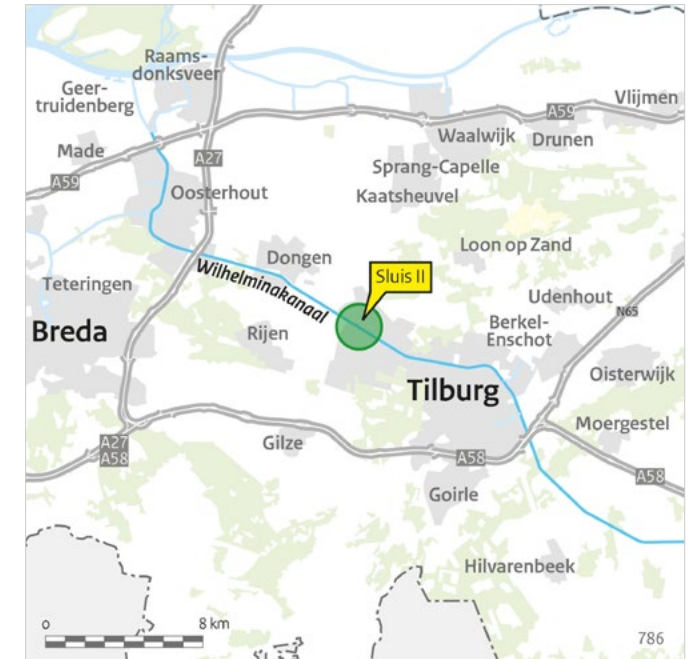 Raams-
donksveer
Geer-
truidenberg
Vlijmen
A59
Waalwijk
Drunen
Made
A27
Sprang-Capelle
A59
Oosterhout
Kaatsheuvel
Dongen
Loon op Zand
Sluis II
Wilhelminakanaal
Teteringen
Udenhout
N65
Breda
Rijen
Berkel-
Enschot
Oisterwijk
Tilburg
Moergestel
A27
A58
Gilze
A58
A58
Goirle
Hilvarenbeek
0
8 km
786